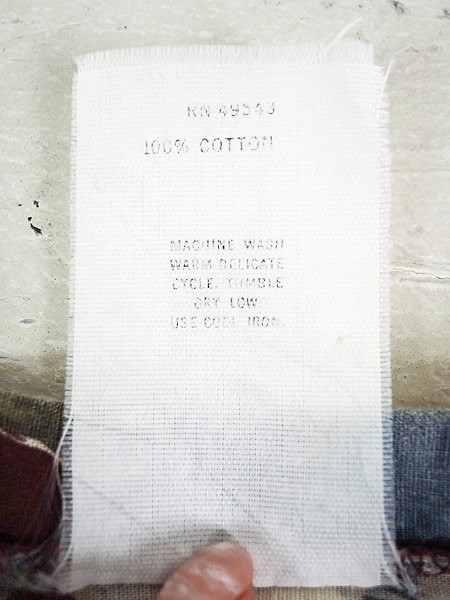 RN 49543
100% COTTON
MACHINE WASH
WARM DELICATE
CYCLE. TUMBLE
DRY LOW.
USE COOL IRON.